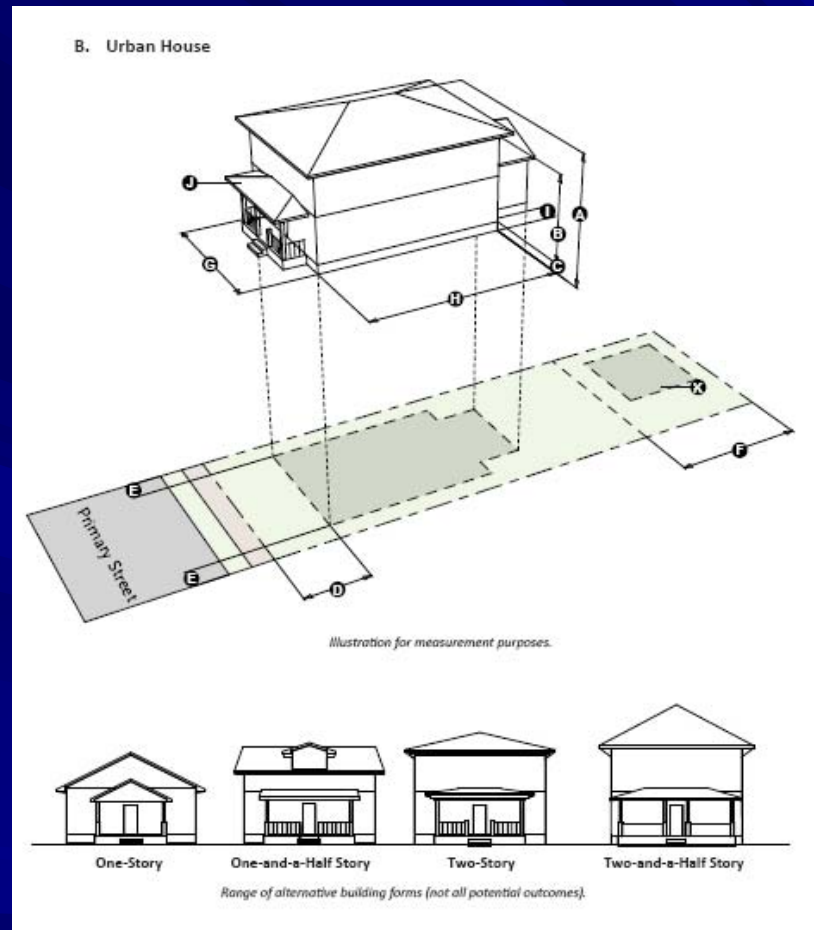 B. Urban House
J
I
A
B
C
G
H
K
F
E
Primary Street
E
D
Illustration for measurement purposes.
One-Story
One-and-a-Half Story
Two-Story
Two-and-a-Half Story
Range of alternative building forms (not all potential outcomes).